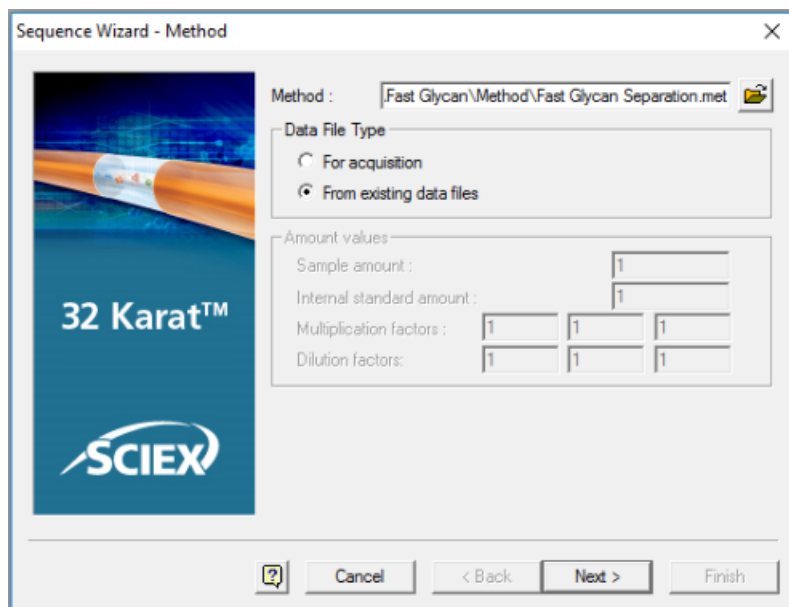 Sequence Wizard - Method
Method : .Fast Glycan\Method\Fast Glycan Separation.met
Data File Type
For acquisition
From existing data files
Amount values
Sample amount : 1
Internal standard amount : 1
Multiplication factors : 1 1 1
Dilution factors: 1 1 1
32 Karat™
SCIEX
? Cancel < Back Next > Finish